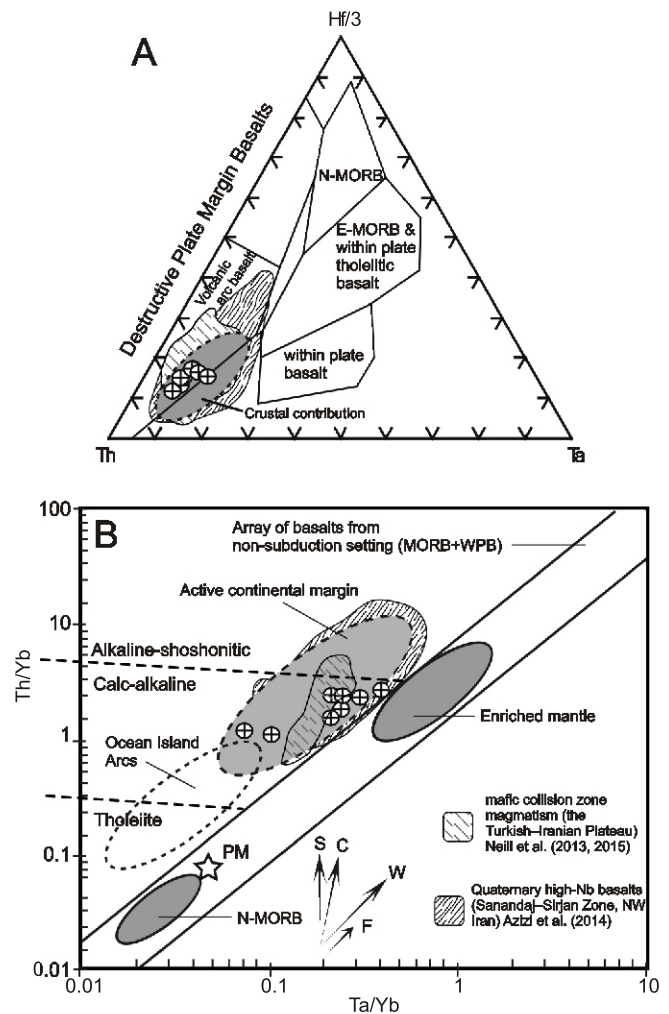 Hf/3
A
Destructive Plate Margin Basalts
N-MORB
E-MORB &
within plate
tholeiitic
basalt
Volcanic
arc basalt
within plate
basalt
Crustal contribution
Th
Ta
B
100
10
1
0.1
0.01
Th/Yb
Array of basalts from
non-subduction setting (MORB+WPB)
Active continental margin
Alkaline-shoshonitic
Calc-alkaline
Ocean Island
Arcs
Enriched mantle
Tholeiite
PM
N-MORB
S
C
W
F
mafic collision zone
magmatism (the
Turkish–Iranian Plateau)
Neill et al. (2013, 2015)
Quaternary high-Nb basalts
(Sanandaj–Sirjan Zone, NW
Iran) Azizi et al. (2014)
0.01
0.1
1
10
Ta/Yb